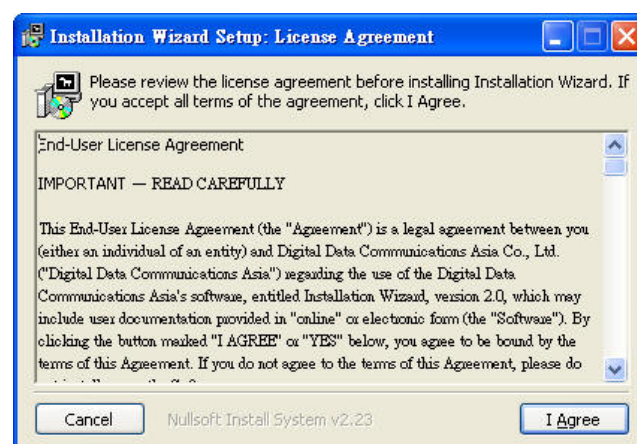 Installation Wizard Setup: License Agreement
Please review the license agreement before installing Installation Wizard. If
you accept all terms of the agreement, click I Agree.
End-User License Agreement
IMPORTANT — READ CAREFULLY
This End-User License Agreement (the "Agreement") is a legal agreement between you
(either an individual of an entity) and Digital Data Communications Asia Co., Ltd.
("Digital Data Communications Asia") regarding the use of the Digital Data
Communications Asia's software, entitled Installation Wizard, version 2.0, which may
include user documentation provided in "online" or electronic form (the "Software"). By
clicking the button marked "I AGREE" or "YES" below, you agree to be bound by the
terms of this Agreement. If you do not agree to the terms of this Agreement, please do
Cancel
Nullsoft Install System v2.23
I Agree